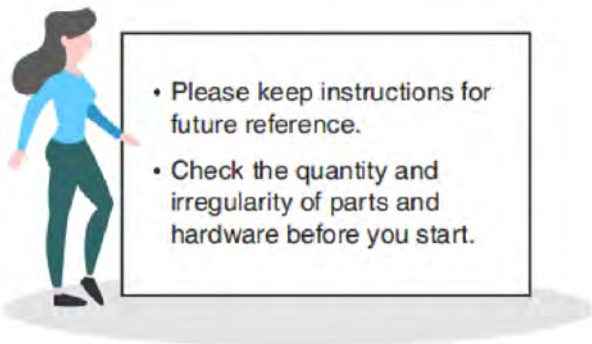 • Please keep instructions for
future reference.
• Check the quantity and
irregularity of parts and
hardware before you start.